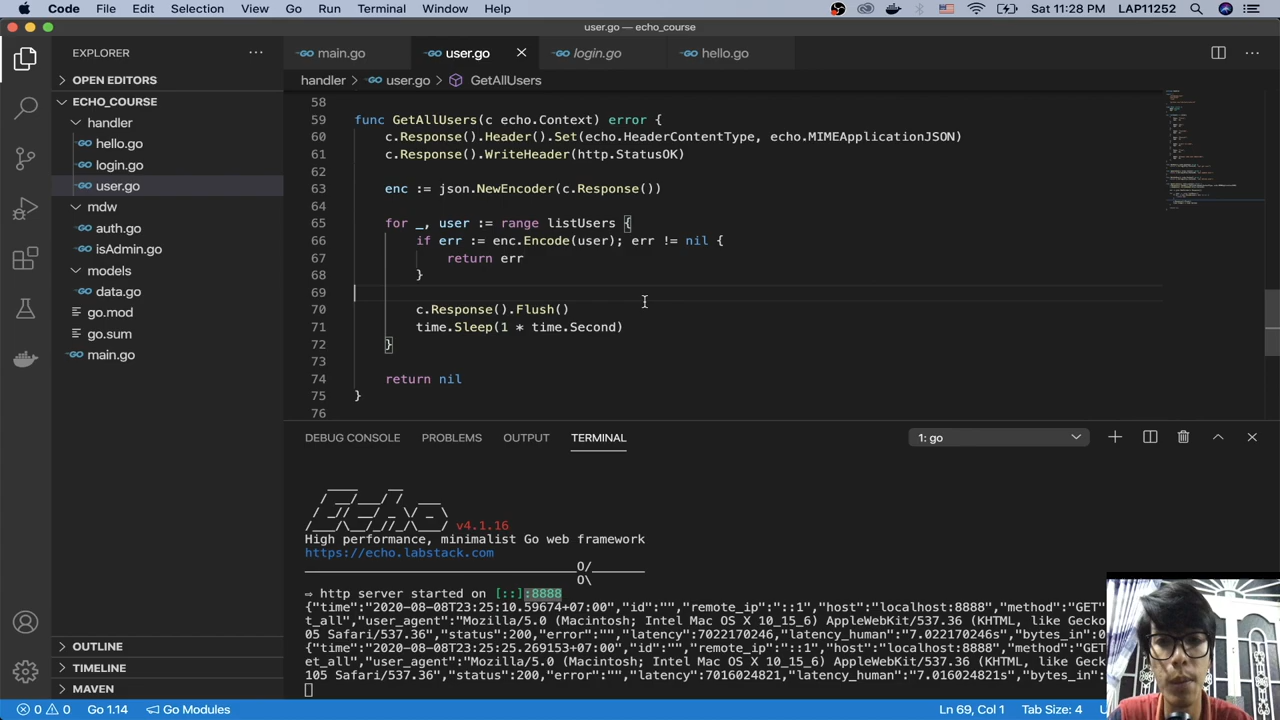 Code File Edit Selection View Go Run Terminal Window Help Sat 11:28 PM LAP11252
user.go — echo_course
EXPLORER
main.go user.go login.go hello.go
OPEN EDITORS
handler user.go GetAllUsers
ECHO_COURSE
handler
hello.go
login.go
user.go
mdw
auth.go
isAdmin.go
models
data.go
go.mod
go.sum
main.go
OUTLINE
TIMELINE
MAVEN
58
59 func GetAllUsers(c echo.Context) error {
60 c.Response().Header().Set(echo.HeaderContentType, echo.MIMEApplicationJSON)
61 c.Response().WriteHeader(http.StatusOK)
62
63 enc := json.NewEncoder(c.Response())
64
65 for _, user := range listUsers {
66 if err := enc.Encode(user); err != nil {
67 return err
68 }
69
70 c.Response().Flush()
71 time.Sleep(1 * time.Second)
72 }
73
74 return nil
75 }
76
DEBUG CONSOLE PROBLEMS OUTPUT TERMINAL 1: go
Echo v4.1.16
High performance, minimalist Go web framework
https://echo.labstack.com
____________________________________O/_______
O\
⇨ http server started on [::]:8888
{"time":"2020-08-08T23:25:10.59674+07:00","id":"","remote_ip":"::1","host":"localhost:8888","method":"GET"
t_all","user_agent":"Mozilla/5.0 (Macintosh; Intel Mac OS X 10_15_6) AppleWebKit/537.36 (KHTML, like Gecko
05 Safari/537.36","status":200,"error":"","latency":7022170246,"latency_human":"7.022170246s","bytes_in":0
{"time":"2020-08-08T23:25:25.269153+07:00","id":"","remote_ip":"::1","host":"localhost:8888","method":"GET
et_all","user_agent":"Mozilla/5.0 (Macintosh; Intel Mac OS X 10_15_6) AppleWebKit/537.36 (KHTML, like Geck
105 Safari/537.36","status":200,"error":"","latency":7016024821,"latency_human":"7.016024821s","bytes_in":
0 0 Go 1.14 Go Modules Ln 69, Col 1 Tab Size: 4